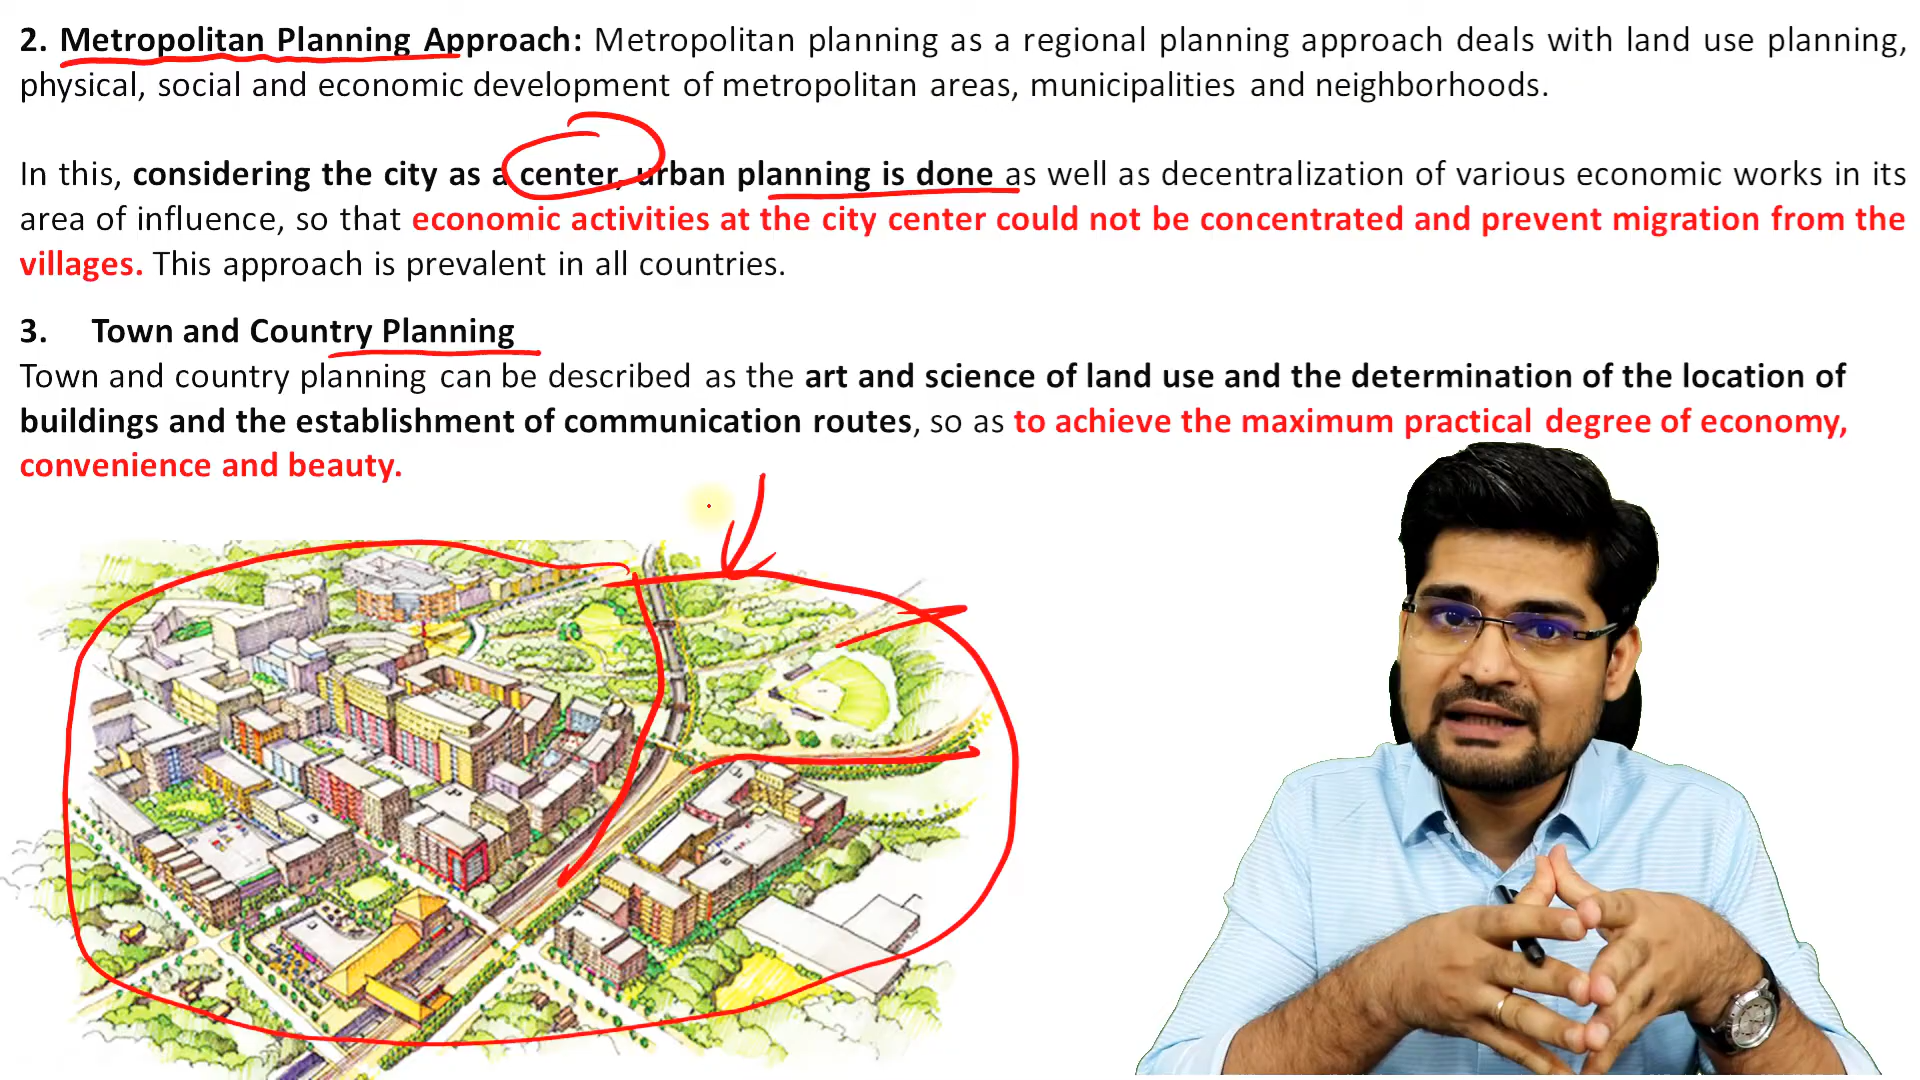 2. Metropolitan Planning Approach: Metropolitan planning as a regional planning approach deals with land use planning,
physical, social and economic development of metropolitan areas, municipalities and neighborhoods.
In this, considering the city as a center, urban planning is done as well as decentralization of various economic works in its
area of influence, so that economic activities at the city center could not be concentrated and prevent migration from the
villages. This approach is prevalent in all countries.
3. Town and Country Planning
Town and country planning can be described as the art and science of land use and the determination of the location of
buildings and the establishment of communication routes, so as to achieve the maximum practical degree of economy,
convenience and beauty.